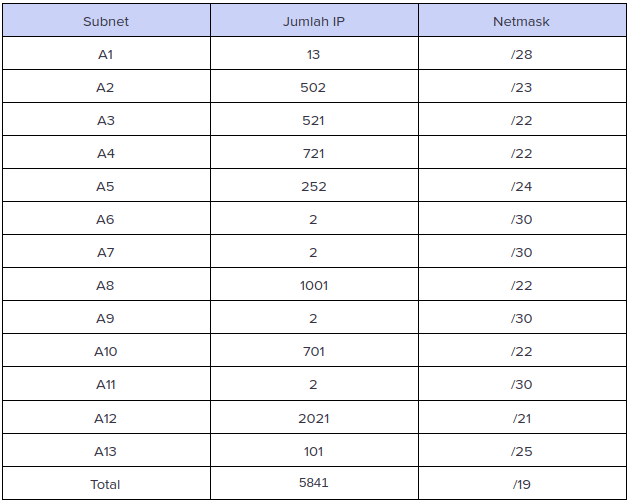 Subnet Jumlah IP Netmask
A1 13 /28
A2 502 /23
A3 521 /22
A4 721 /22
A5 252 /24
A6 2 /30
A7 2 /30
A8 1001 /22
A9 2 /30
A10 701 /22
A11 2 /30
A12 2021 /21
A13 101 /25
Total 5841 /19